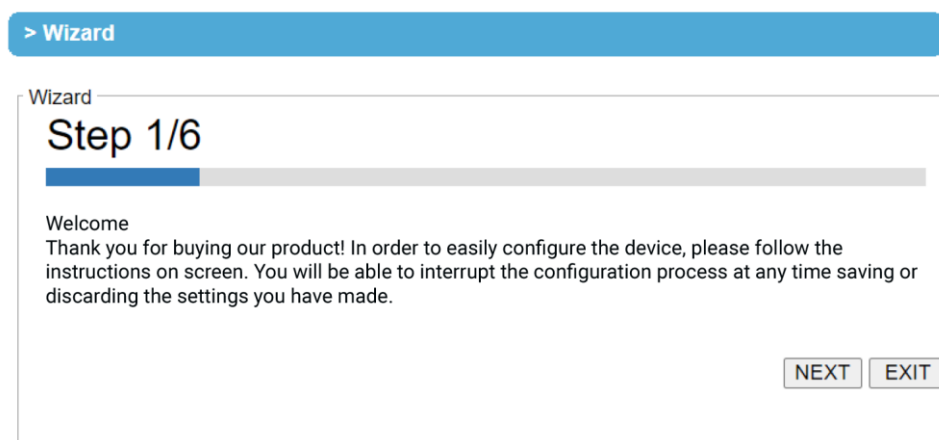 > Wizard
Wizard
Step 1/6
Welcome
Thank you for buying our product! In order to easily configure the device, please follow the
instructions on screen. You will be able to interrupt the configuration process at any time saving or
discarding the settings you have made.
NEXT EXIT